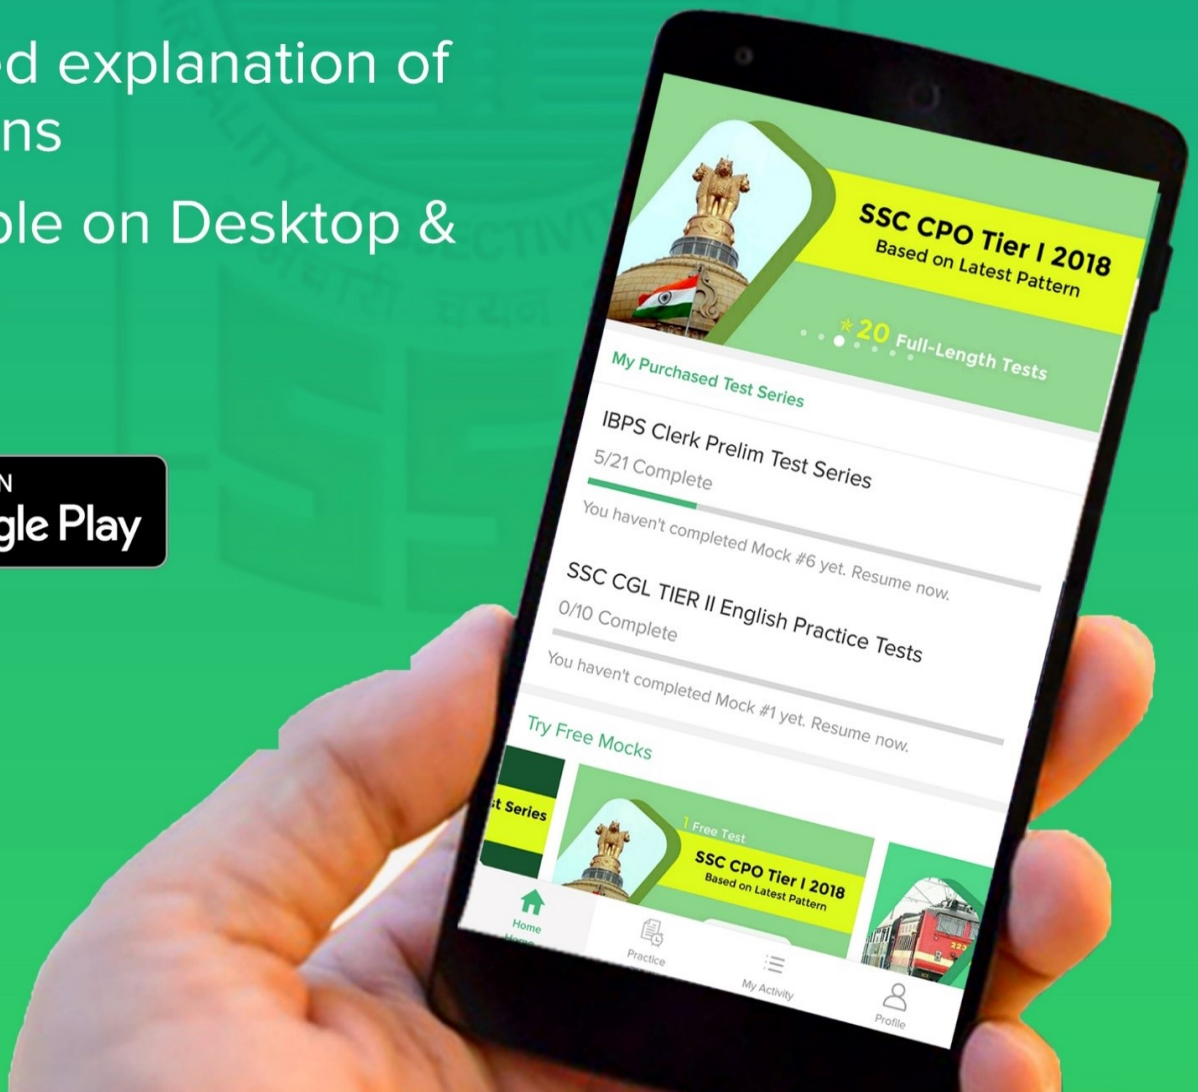 ed explanation of
ns
ble on Desktop &
N
gle Play
SSC CPO Tier I 2018
Based on Latest Pattern
20 Full-Length Tests
My Purchased Test Series
IBPS Clerk Prelim Test Series
5/21 Complete
You haven't completed Mock #6 yet. Resume now.
SSC CGL TIER II English Practice Tests
0/10 Complete
You haven't completed Mock #1 yet. Resume now.
Try Free Mocks
st Series
1 Free Test
SSC CPO Tier I 2018
Based on Latest Pattern
223
Home
Home
Practice
My Activity
Profile